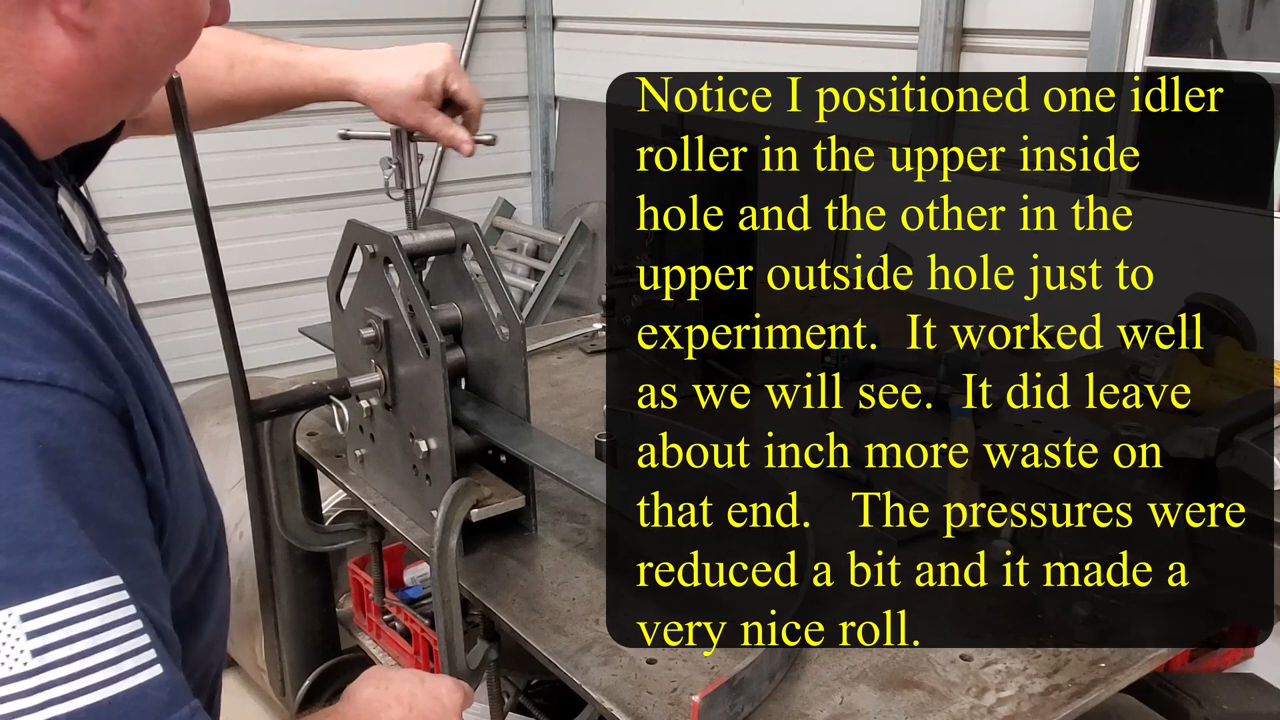 Notice I positioned one idler
roller in the upper inside
hole and the other in the
upper outside hole just to
experiment.  It worked well
as we will see.  It did leave
about inch more waste on
that end.   The pressures were
reduced a bit and it made a
very nice roll.